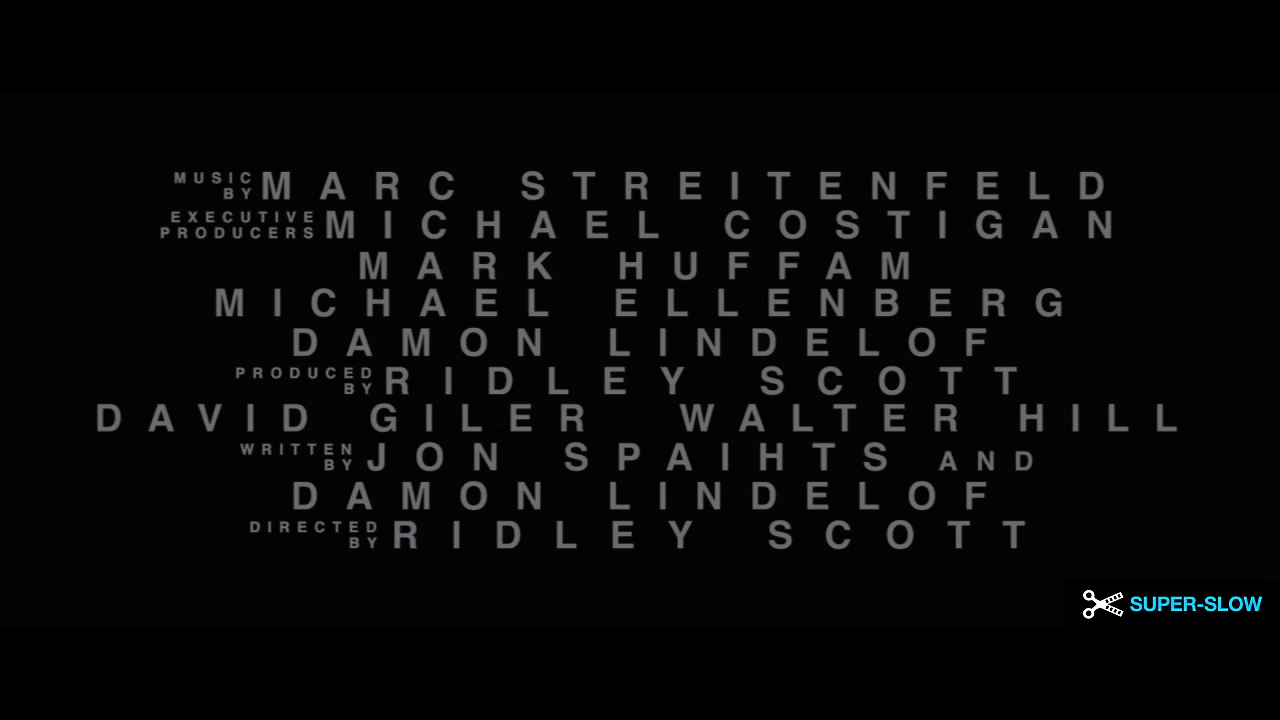 MUSIC BY MARC STREITENFELD
EXECUTIVE PRODUCERS MICHAEL COSTIGAN
MARK HUFFAM
MICHAEL ELLENBERG
DAMON LINDELOF
PRODUCED BY RIDLEY SCOTT
DAVID GILER WALTER HILL
WRITTEN BY JON SPAIHTS AND
DAMON LINDELOF
DIRECTED BY RIDLEY SCOTT
SUPER-SLOW